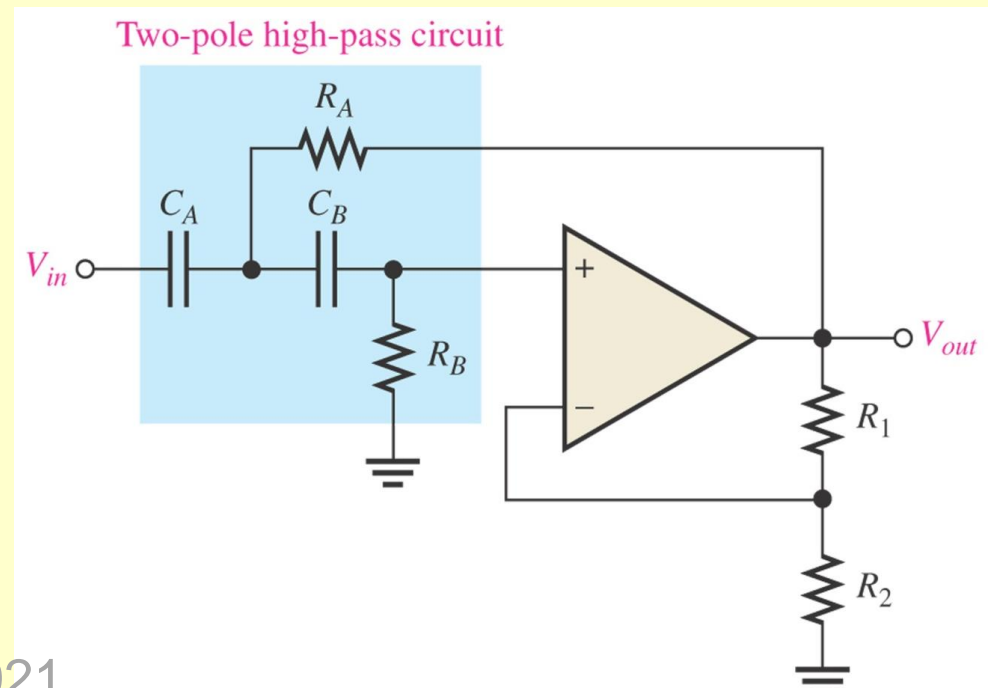 Two-pole high-pass circuit
R_A
C_A
C_B
V_in
+
R_B
V_out
−
R_1
R_2